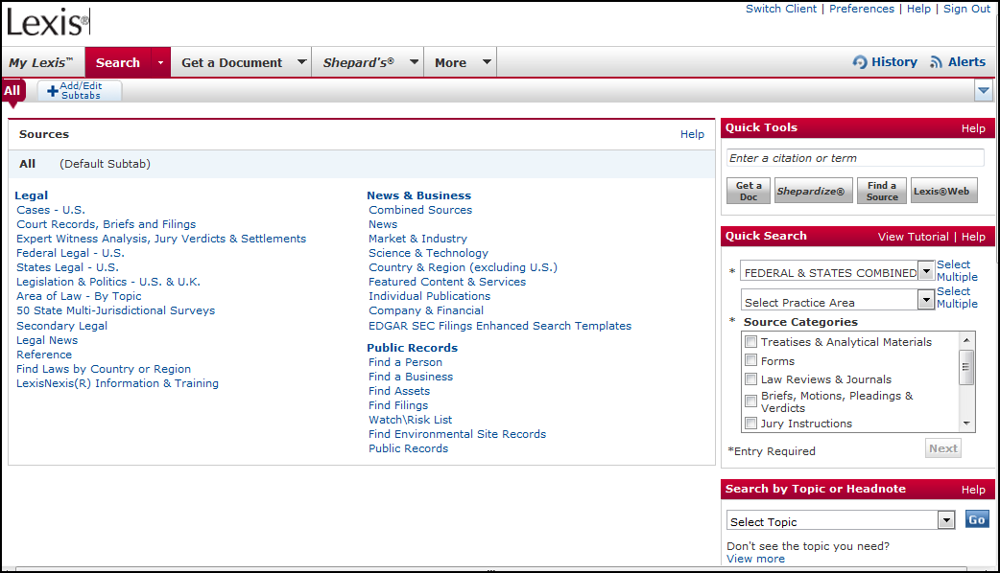 Switch Client | Preferences | Help | Sign Out
Lexis®
My Lexis™
Search
Get a Document
Shepard's®
More
History
Alerts
All
Add/Edit
Subtabs
Sources
Help
All (Default Subtab)
Legal
Cases - U.S.
Court Records, Briefs and Filings
Expert Witness Analysis, Jury Verdicts & Settlements
Federal Legal - U.S.
States Legal - U.S.
Legislation & Politics - U.S. & U.K.
Area of Law - By Topic
50 State Multi-Jurisdictional Surveys
Secondary Legal
Legal News
Reference
Find Laws by Country or Region
LexisNexis(R) Information & Training
News & Business
Combined Sources
News
Market & Industry
Science & Technology
Country & Region (excluding U.S.)
Featured Content & Services
Individual Publications
Company & Financial
EDGAR SEC Filings Enhanced Search Templates
Public Records
Find a Person
Find a Business
Find Assets
Find Filings
Watch\Risk List
Find Environmental Site Records
Public Records
Quick Tools
Help
Enter a citation or term
Get a
Doc
Shepardize®
Find a
Source
Lexis®Web
Quick Search
View Tutorial | Help
* FEDERAL & STATES COMBINED
Select
Multiple
Select Practice Area
Select
Multiple
* Source Categories
Treatises & Analytical Materials
Forms
Law Reviews & Journals
Briefs, Motions, Pleadings &
Verdicts
Jury Instructions
*Entry Required
Next
Search by Topic or Headnote
Help
Select Topic
Go
Don't see the topic you need?
View more